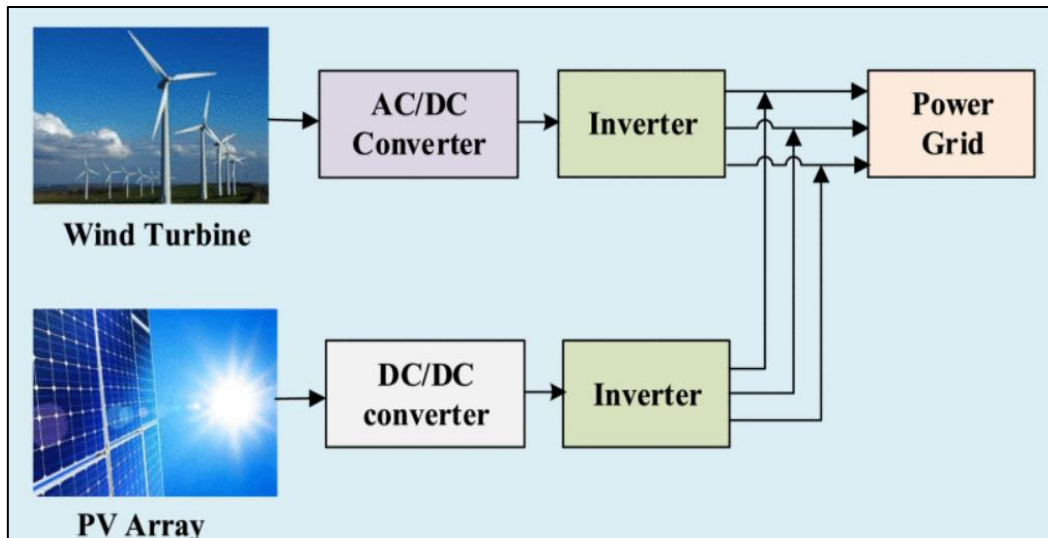 AC/DC
Converter
Inverter
Power
Grid
Wind Turbine
DC/DC
converter
Inverter
PV Array